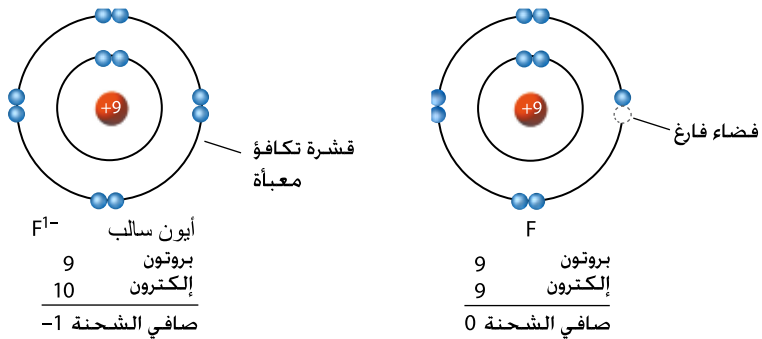 +9
قشرة تكافؤ
معبأة
F¹⁻ أيون سالب
بروتون 9
إلكترون 10
صافي الشحنة 1−
+9
فضاء فارغ
F
بروتون 9
إلكترون 9
صافي الشحنة 0